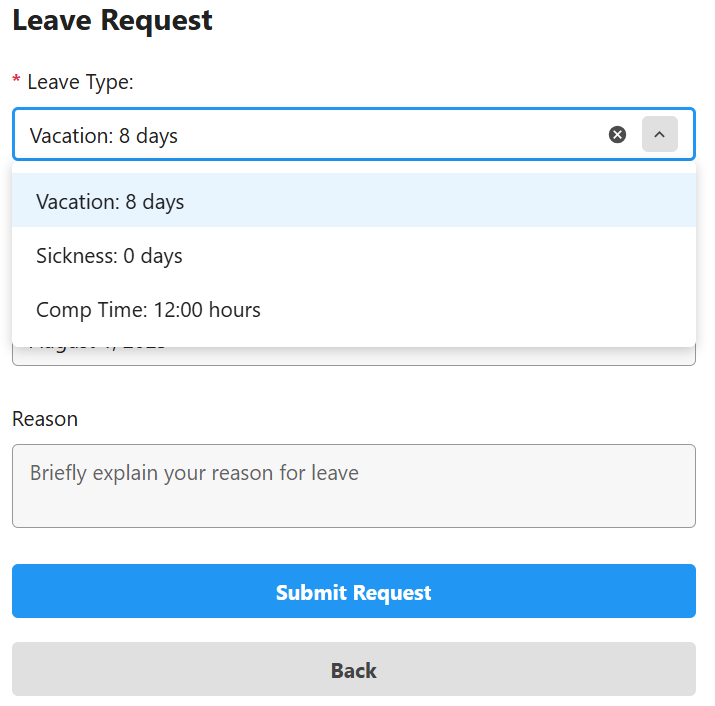 Leave Request
* Leave Type:
Vacation: 8 days
Vacation: 8 days
Sickness: 0 days
Comp Time: 12:00 hours
Reason
Briefly explain your reason for leave
Submit Request
Back